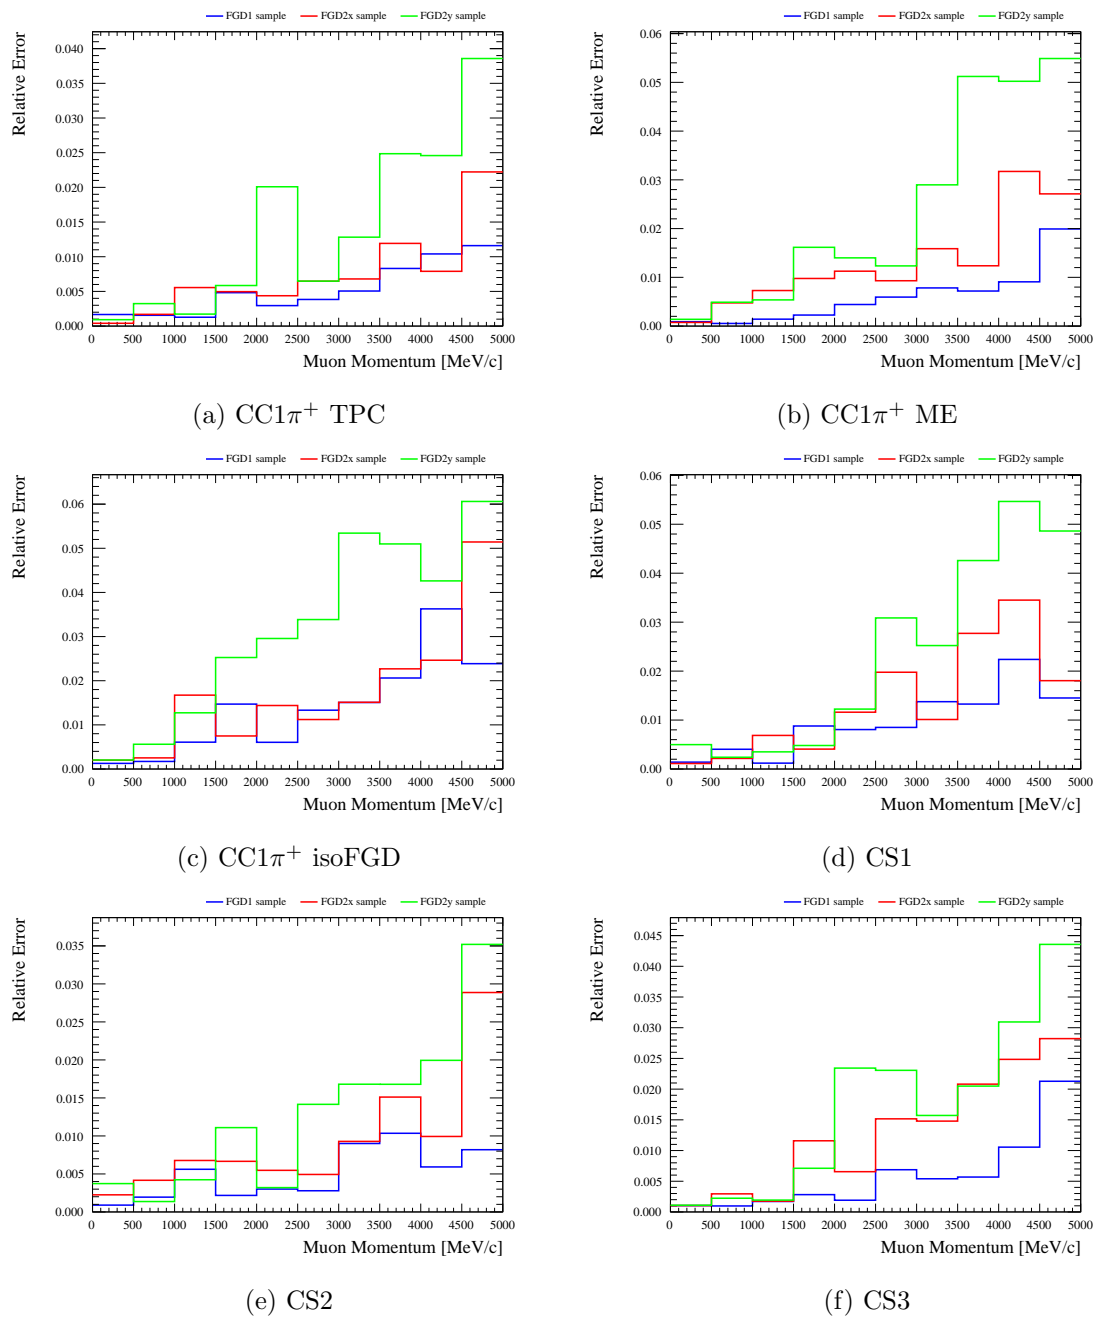 FGD1 sample FGD2x sample FGD2y sample
Relative Error
0.040
0.035
0.030
0.025
0.020
0.015
0.010
0.005
0.000
0 500 1000 1500 2000 2500 3000 3500 4000 4500 5000
Muon Momentum [MeV/c]
(a) CC1π⁺ TPC
FGD1 sample FGD2x sample FGD2y sample
Relative Error
0.06
0.05
0.04
0.03
0.02
0.01
0.00
0 500 1000 1500 2000 2500 3000 3500 4000 4500 5000
Muon Momentum [MeV/c]
(b) CC1π⁺ ME
FGD1 sample FGD2x sample FGD2y sample
Relative Error
0.06
0.05
0.04
0.03
0.02
0.01
0.00
0 500 1000 1500 2000 2500 3000 3500 4000 4500 5000
Muon Momentum [MeV/c]
(c) CC1π⁺ isoFGD
FGD1 sample FGD2x sample FGD2y sample
Relative Error
0.06
0.05
0.04
0.03
0.02
0.01
0.00
0 500 1000 1500 2000 2500 3000 3500 4000 4500 5000
Muon Momentum [MeV/c]
(d) CS1
FGD1 sample FGD2x sample FGD2y sample
Relative Error
0.035
0.030
0.025
0.020
0.015
0.010
0.005
0.000
0 500 1000 1500 2000 2500 3000 3500 4000 4500 5000
Muon Momentum [MeV/c]
(e) CS2
FGD1 sample FGD2x sample FGD2y sample
Relative Error
0.045
0.040
0.035
0.030
0.025
0.020
0.015
0.010
0.005
0.000
0 500 1000 1500 2000 2500 3000 3500 4000 4500 5000
Muon Momentum [MeV/c]
(f) CS3